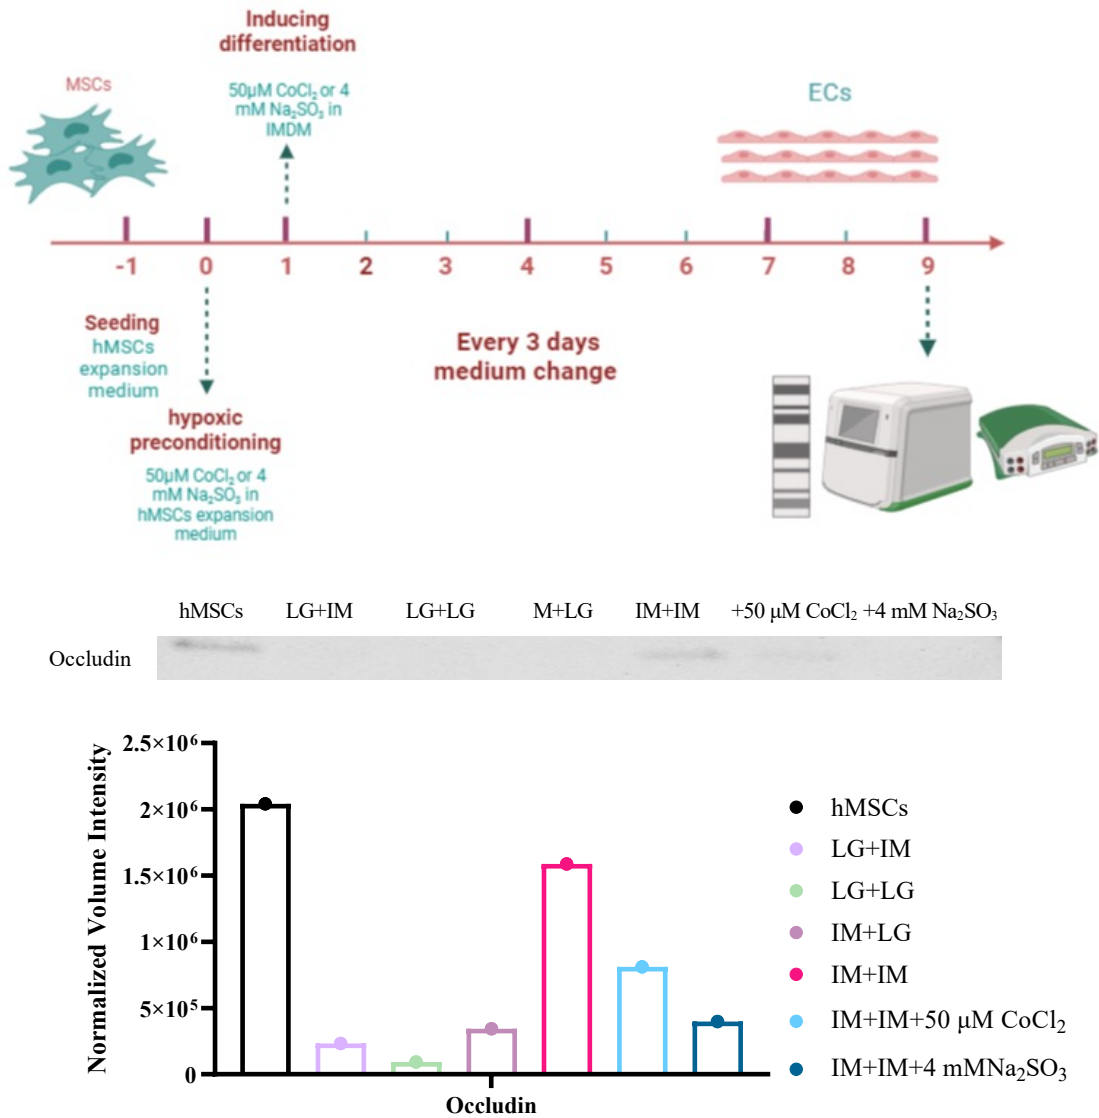 Inducing
differentiation
50µM CoCl₂ or 4
mM Na₂SO₃ in
IMDM
MSCs
ECs
-1 0 1 2 3 4 5 6 7 8 9
Seeding
hMSCs
expansion
medium
Every 3 days
medium change
hypoxic
preconditioning
50µM CoCl₂ or 4
mM Na₂SO₃ in
hMSCs expansion
medium
hMSCs LG+IM LG+LG M+LG IM+IM +50 µM CoCl₂ +4 mM Na₂SO₃
Occludin
Normalized Volume Intensity
2.5×10⁶
2×10⁶
1.5×10⁶
1×10⁶
5×10⁵
0
Occludin
hMSCs
LG+IM
LG+LG
IM+LG
IM+IM
IM+IM+50 µM CoCl₂
IM+IM+4 mMNa₂SO₃